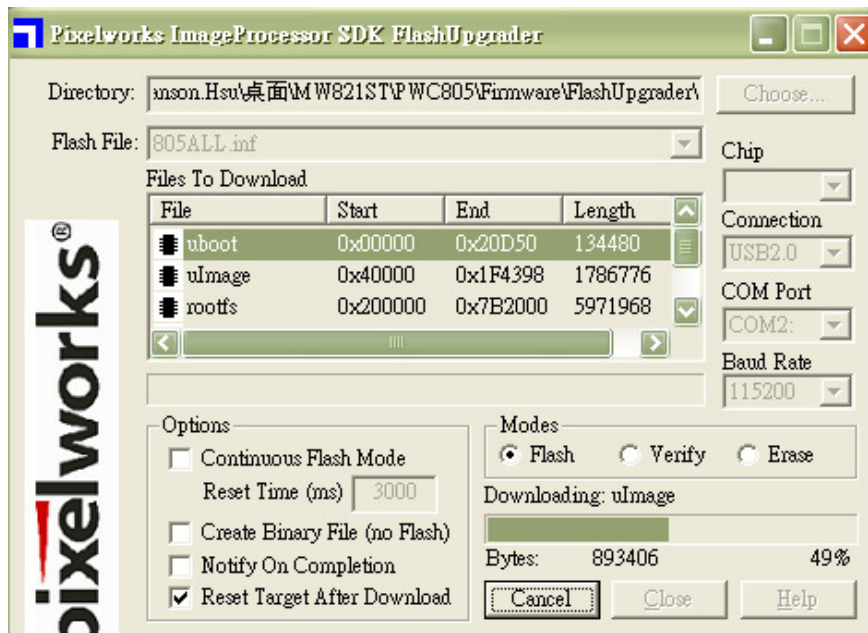 Pixelworks ImageProcessor SDK FlashUpgrader
Directory: anson.Hsu\桌面\MW821ST\PWC805\Firmware\FlashUpgrader\ Choose...
Flash File: 805ALL.inf
Chip
Files To Download
File Start End Length
uboot 0x00000 0x20D50 134480
uImage 0x40000 0x1F4398 1786776
rootfs 0x200000 0x7B2000 5971968
Connection
USB2.0
COM Port
COM2:
Baud Rate
115200
pixelworks®
Options
Continuous Flash Mode
Reset Time (ms) 3000
Create Binary File (no Flash)
Notify On Completion
Reset Target After Download
Modes
Flash Verify Erase
Downloading: uImage
Bytes: 893406 49%
Cancel Close Help